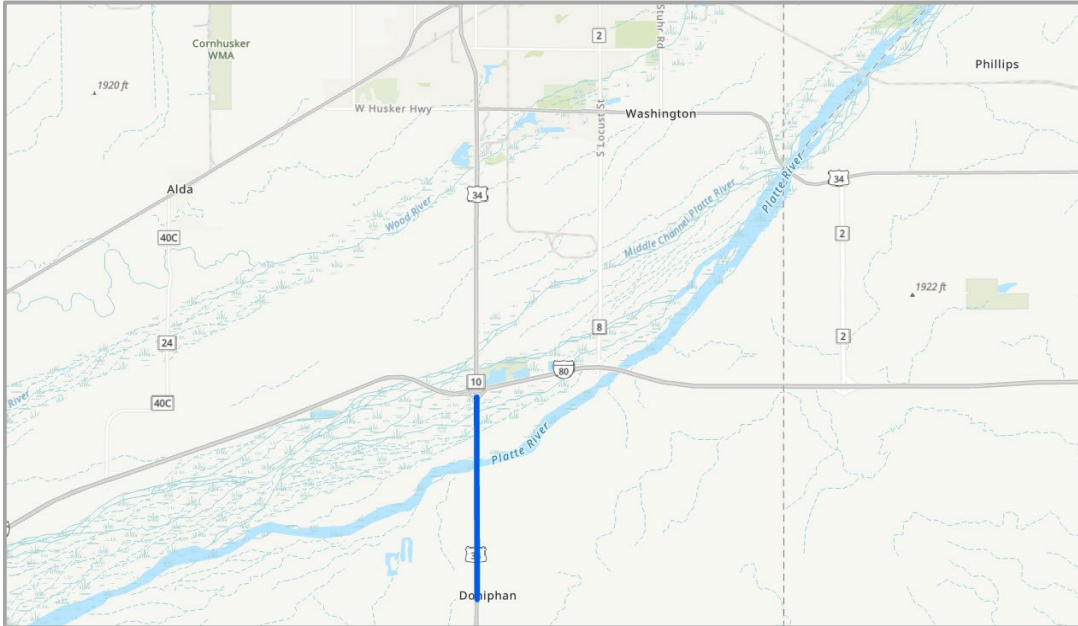 Stuhr Rd
2
Cornhusker
WMA
Phillips
1920 ft
W Husker Hwy
S Locust St
Washington
Platte River
34
Alda
34
Wood River
Middle Channel Platte River
40C
2
1922 ft
8
24
2
80
10
40C
River
Platte River
Doniphan